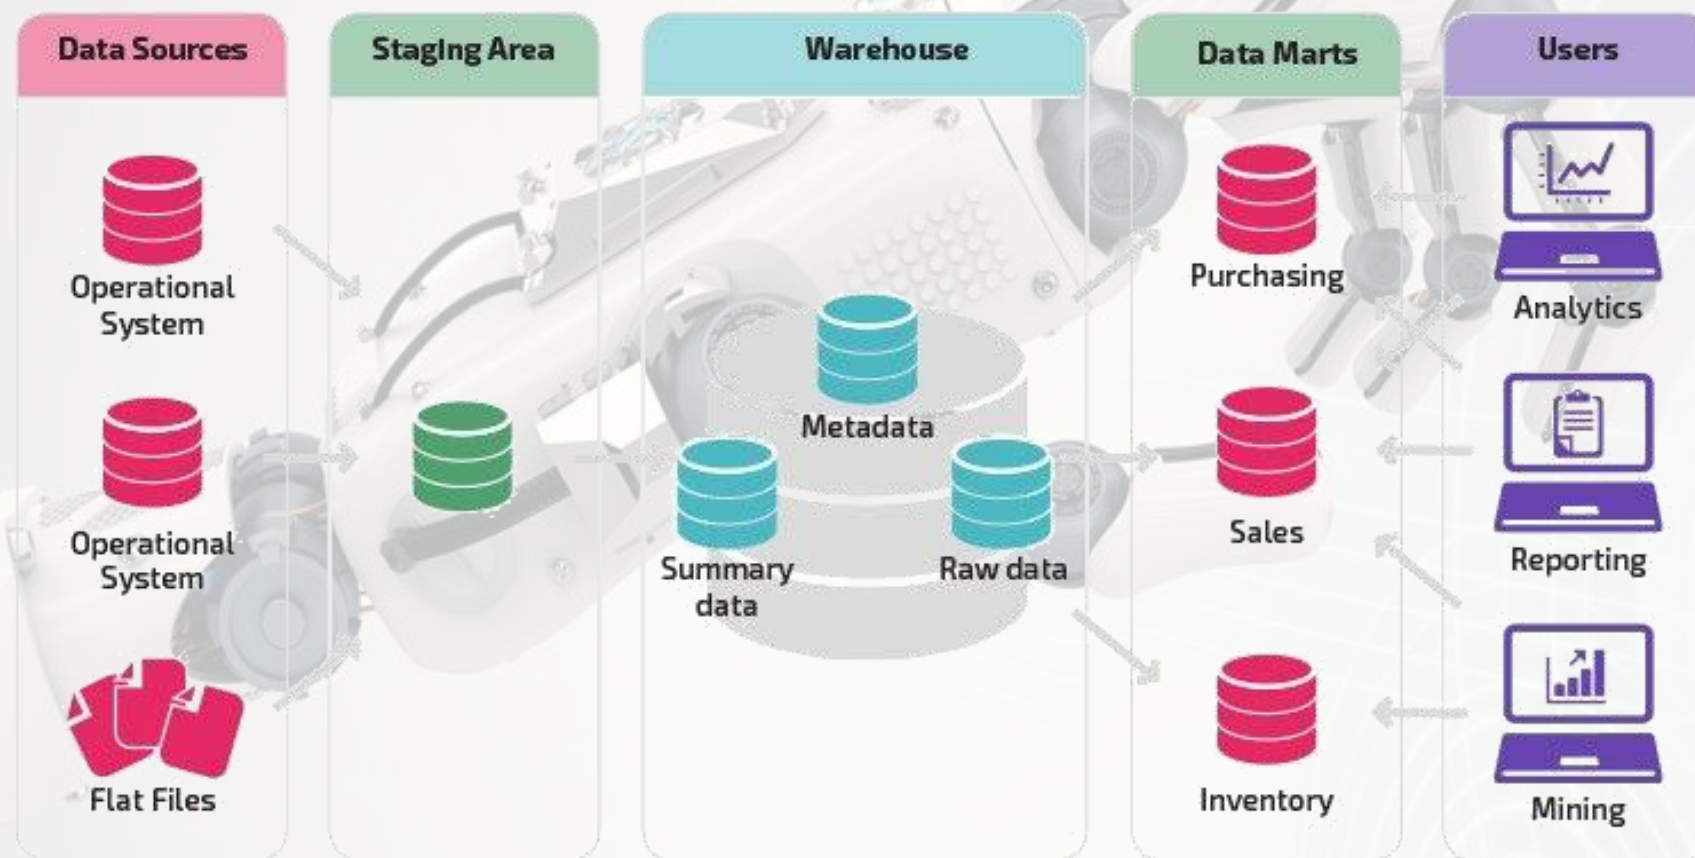 Data Sources
Staging Area
Warehouse
Data Marts
Users
Operational
System
Operational
System
Flat Files
Metadata
Summary
data
Raw data
Purchasing
Sales
Inventory
Analytics
Reporting
Mining